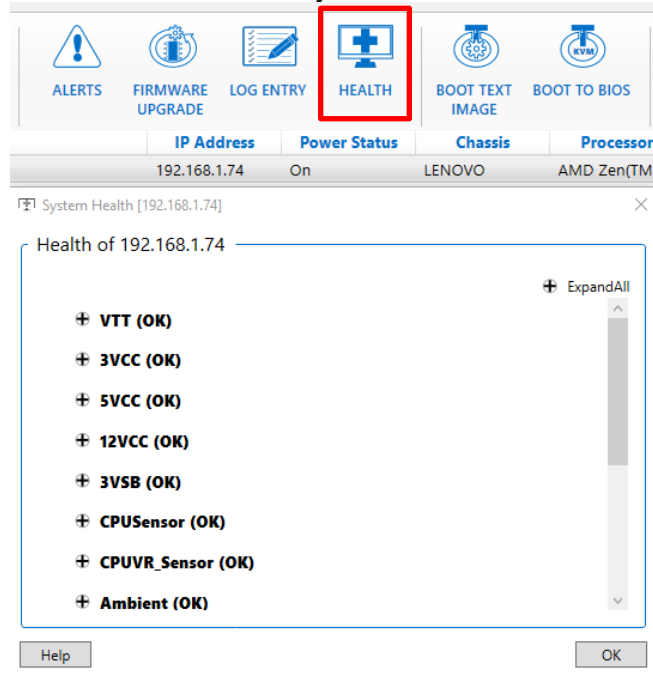 ALERTS
FIRMWARE UPGRADE
LOG ENTRY
HEALTH
BOOT TEXT IMAGE
KVM
BOOT TO BIOS
IP Address Power Status Chassis Processor
192.168.1.74 On LENOVO AMD Zen(TM
System Health [192.168.1.74]
Health of 192.168.1.74
ExpandAll
VTT (OK)
3VCC (OK)
5VCC (OK)
12VCC (OK)
3VSB (OK)
CPUSensor (OK)
CPUVR_Sensor (OK)
Ambient (OK)
Help OK